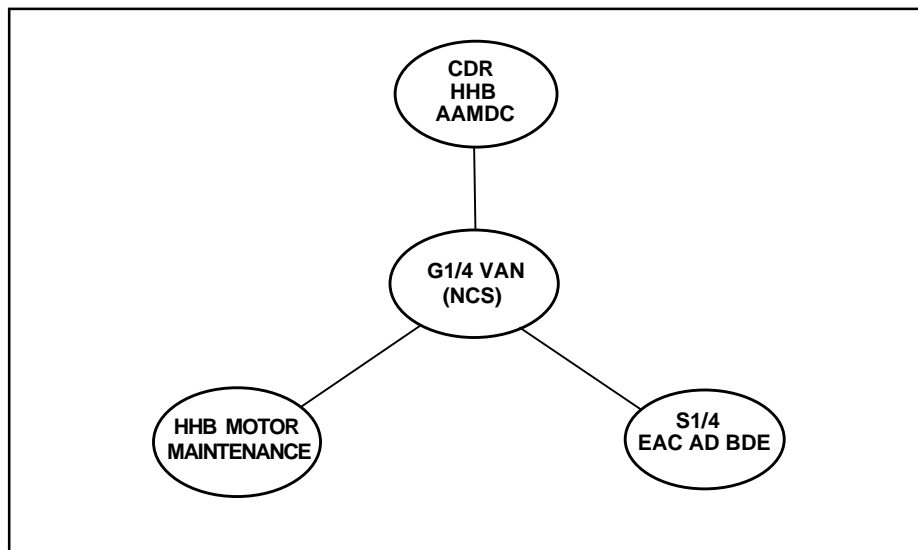 CDR
HHB
AAMDC
G1/4 VAN
(NCS)
HHB MOTOR
MAINTENANCE
S1/4
EAC AD BDE